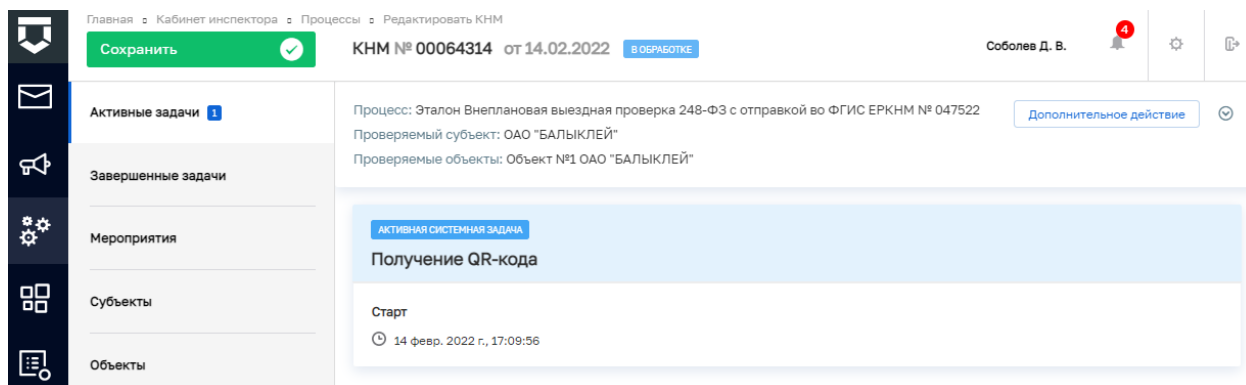 Главная Кабинет инспектора Процессы Редактировать КНМ
Сохранить
КНМ № 00064314 от 14.02.2022 В ОБРАБОТКЕ
Соболев Д. В.
4
Активные задачи 1
Завершенные задачи
Мероприятия
Субъекты
Объекты
Процесс: Эталон Внеплановая выездная проверка 248-ФЗ с отправкой во ФГИС ЕРКНМ № 047522
Дополнительное действие
Проверяемый субъект: ОАО "БАЛЫКЛЕЙ"
Проверяемые объекты: Объект №1 ОАО "БАЛЫКЛЕЙ"
АКТИВНАЯ СИСТЕМНАЯ ЗАДАЧА
Получение QR-кода
Старт
14 февр. 2022 г., 17:09:56